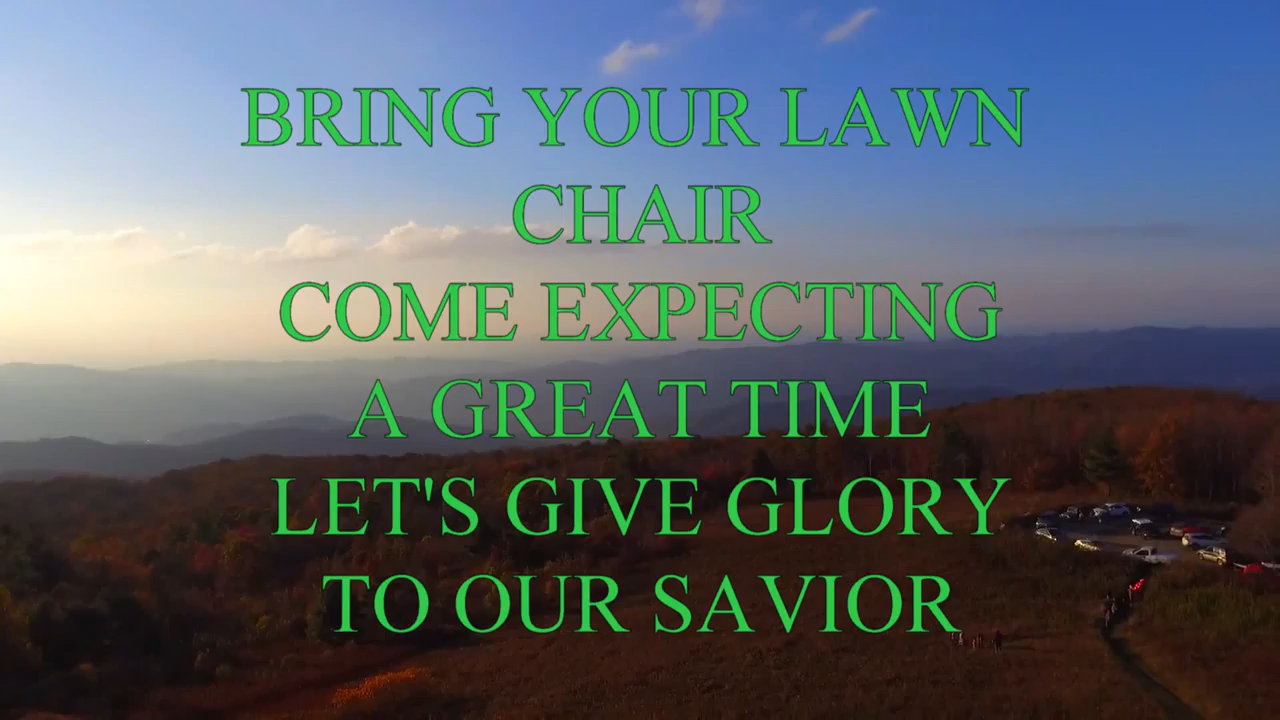 BRING YOUR LAWN
CHAIR
COME EXPECTING
A GREAT TIME
LET'S GIVE GLORY
TO OUR SAVIOR